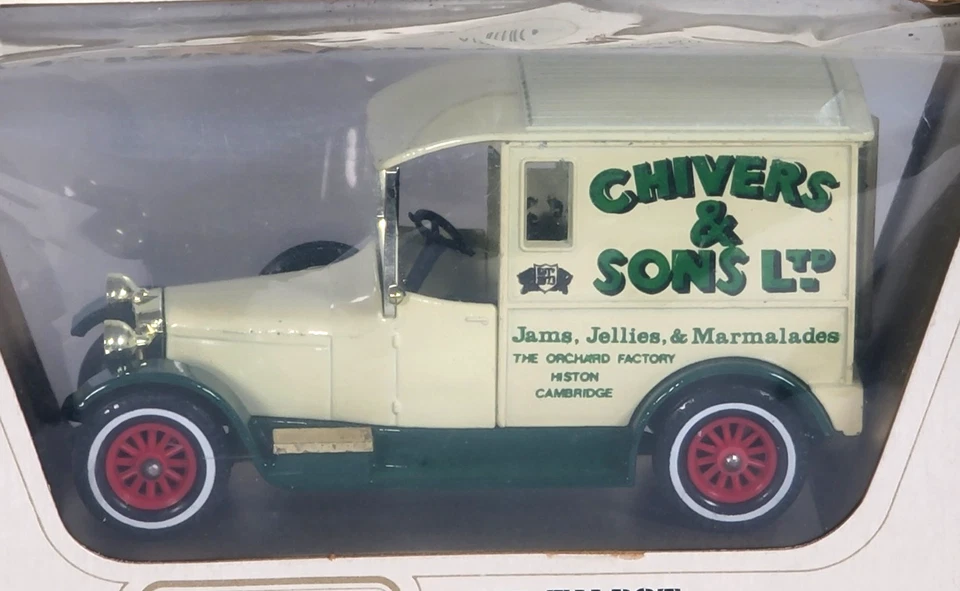 CHIVERS
&
SONS LTD
Jams, Jellies, & Marmalades
THE ORCHARD FACTORY
HISTON
CAMBRIDGE